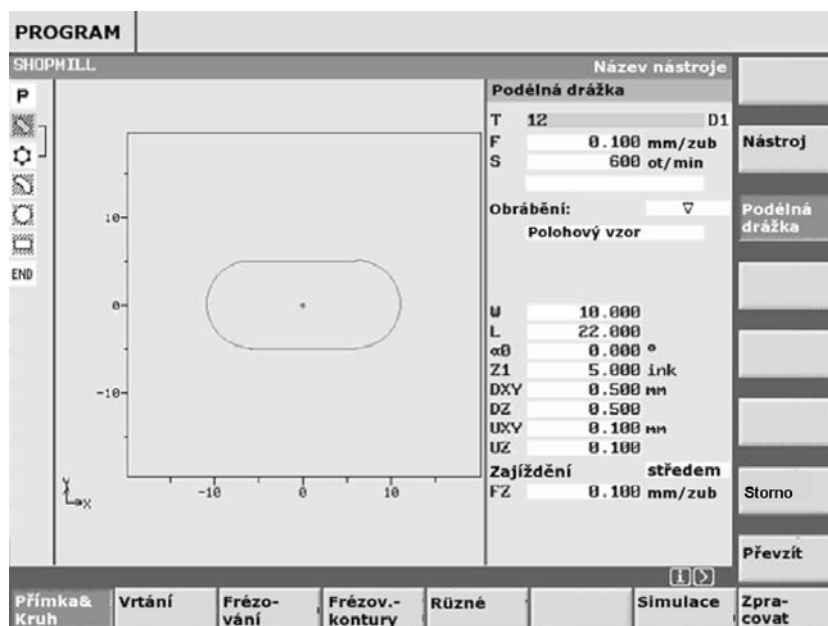 PROGRAM
SHOPMILL
Název nástroje
P
END
10
0
-10
-10
0
10
Y
X
Podélná drážka
T 12 D1
F 0.100 mm/zub
S 600 ot/min
Obrábění: ▽
Polohový vzor
W 10.000
L 22.000
α0 0.000 °
Z1 5.000 ink
DXY 0.500 mm
DZ 0.500
UXY 0.100 mm
UZ 0.100
Zajíždění středem
FZ 0.100 mm/zub
Nástroj
Podélná
drážka
Storno
Převzít
i >
Přímka&
Kruh
Vrtání
Frézo-
vání
Frézov.-
kontury
Různé
Simulace
Zpra-
covat